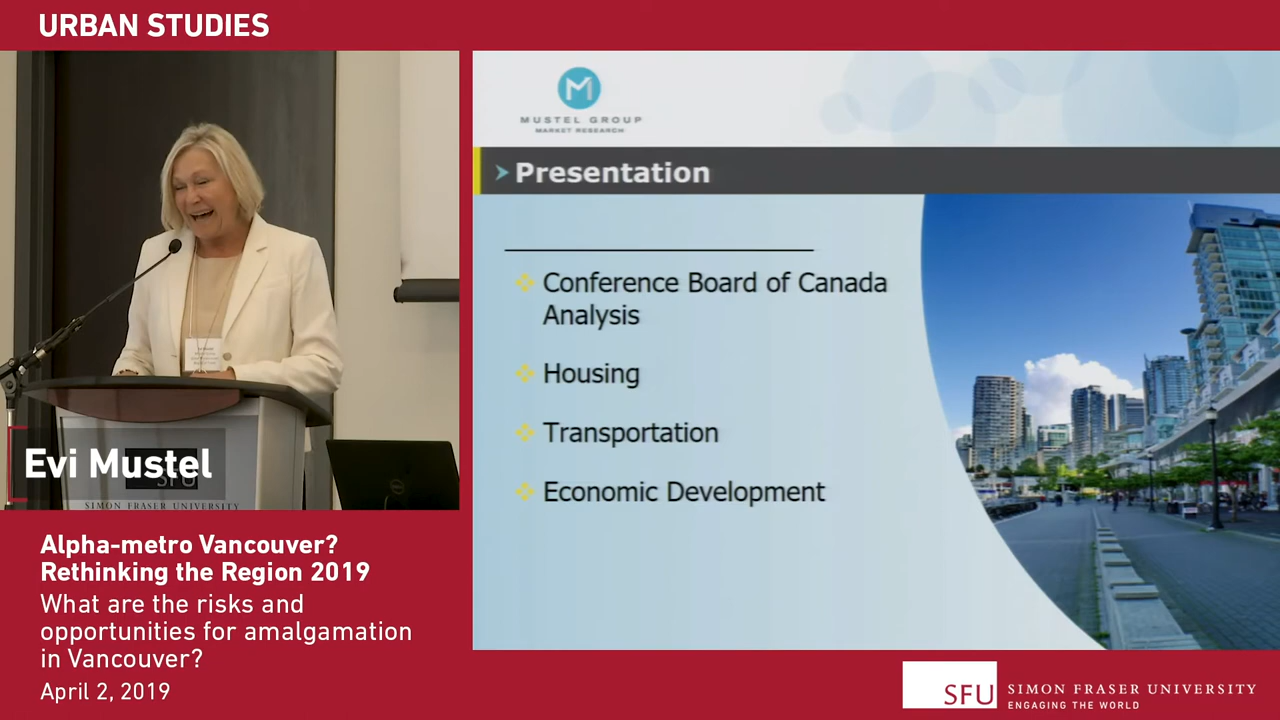 URBAN STUDIES
M
MUSTEL GROUP
MARKET RESEARCH
Presentation
Conference Board of Canada
Analysis
Housing
Transportation
Economic Development
Evi Mustel
SFU
SIMON FRASER UNIVERSITY
Alpha-metro Vancouver?
Rethinking the Region 2019
What are the risks and
opportunities for amalgamation
in Vancouver?
April 2, 2019
SFU
SIMON FRASER UNIVERSITY
ENGAGING THE WORLD